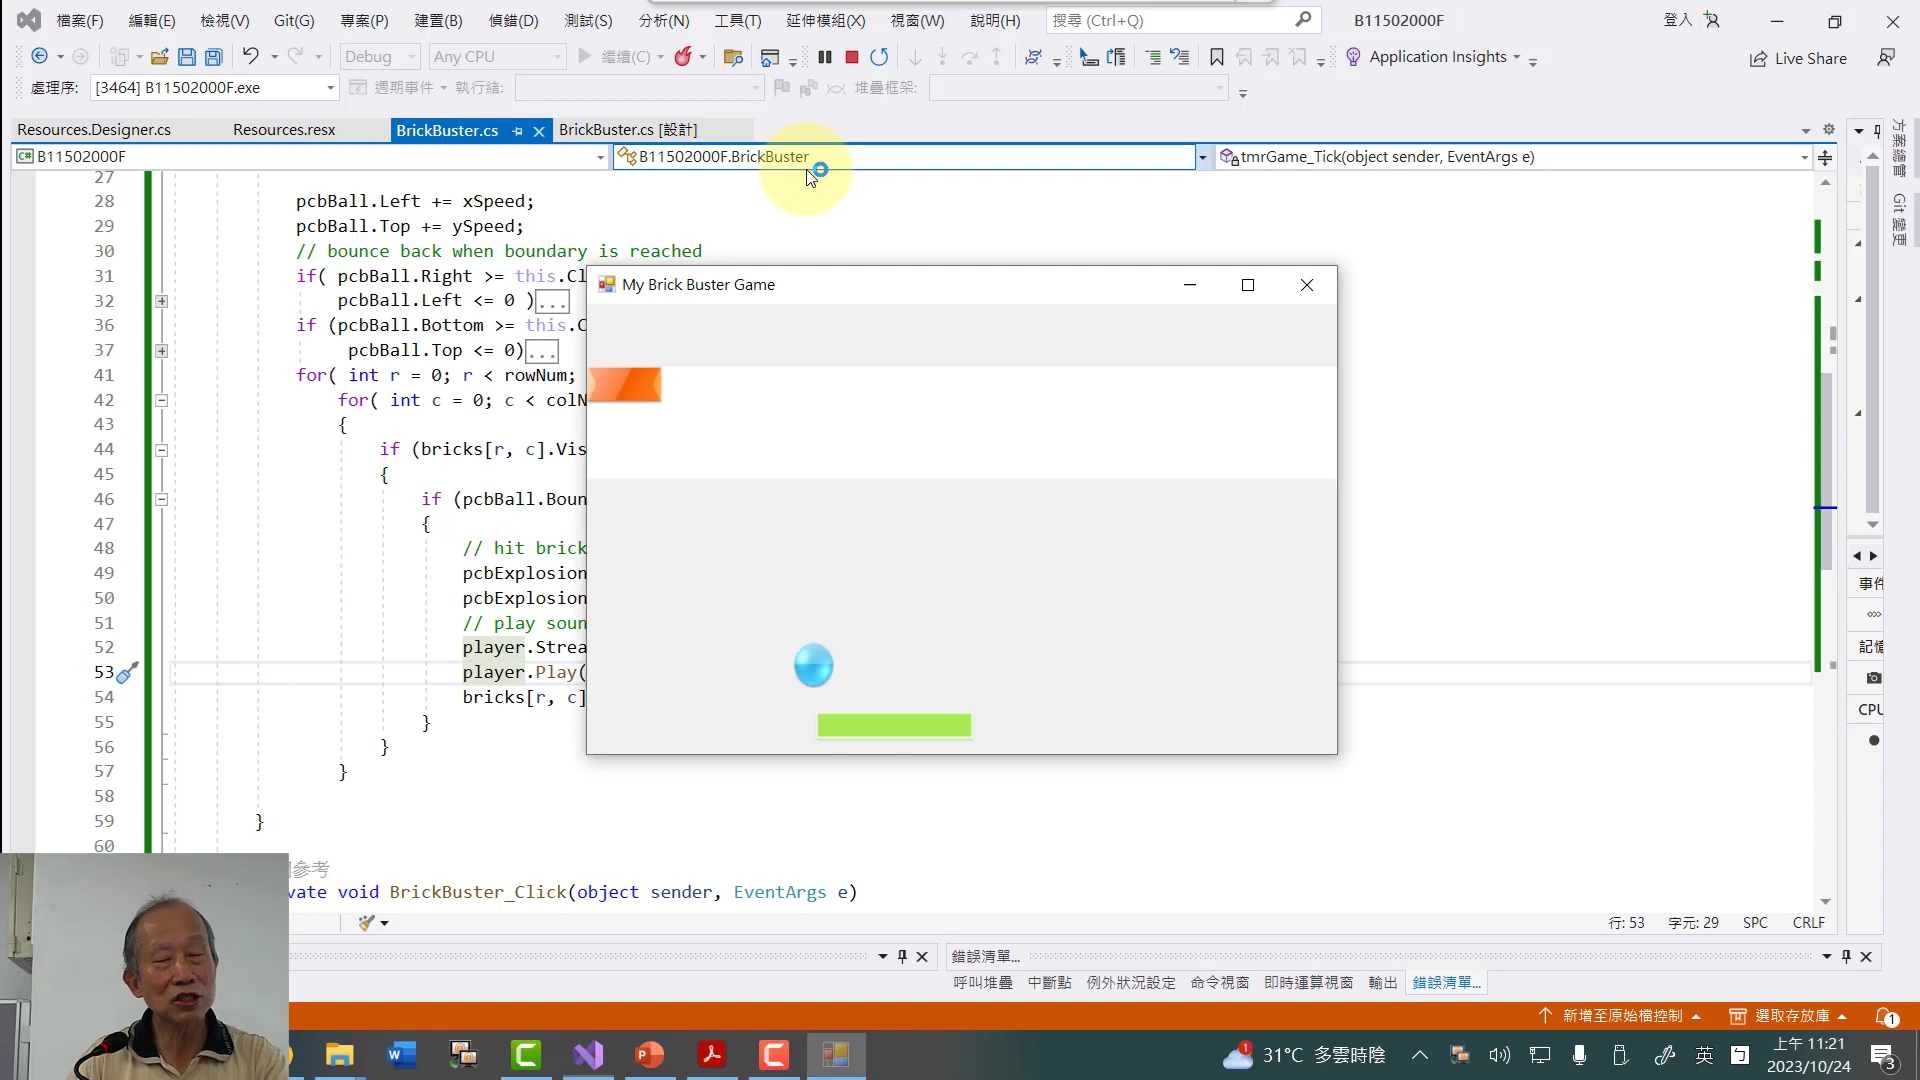 檔案(F) 編輯(E) 檢視(V) Git(G) 專案(P) 建置(B) 偵錯(D) 測試(S) 分析(N) 工具(T) 延伸模組(X) 視窗(W) 說明(H) 搜尋 (Ctrl+Q) B11502000F 登入
Debug Any CPU 繼續(C) Application Insights Live Share
處理序: [3464] B11502000F.exe 週期事件 執行緒: 堆疊框架:
Resources.Designer.cs Resources.resx BrickBuster.cs BrickBuster.cs [設計]
C# B11502000F B11502000F.BrickBuster tmrGame_Tick(object sender, EventArgs e)
27
28 pcbBall.Left += xSpeed;
29 pcbBall.Top += ySpeed;
30 // bounce back when boundary is reached
31 if( pcbBall.Right >= this.Cl
32 pcbBall.Left <= 0 )...
36 if (pcbBall.Bottom >= this.C
37 pcbBall.Top <= 0)...
41 for( int r = 0; r < rowNum;
42 for( int c = 0; c < colN
43 {
44 if (bricks[r, c].Vis
45 {
46 if (pcbBall.Boun
47 {
48 // hit brick
49 pcbExplosion
50 pcbExplosion
51 // play soun
52 player.Strea
53 player.Play(
54 bricks[r, c]
55 }
56 }
57 }
58
59 }
60
參考
vate void BrickBuster_Click(object sender, EventArgs e)
My Brick Buster Game
方案總管
Git 變更
事件
記憶
CPU
行: 53 字元: 29 SPC CRLF
錯誤清單...
呼叫堆疊 中斷點 例外狀況設定 命令視窗 即時運算視窗 輸出 錯誤清單...
新增至原始檔控制 選取存放庫 1
1 31°C 多雲時陰 英 上午 11:21
2023/10/24 3